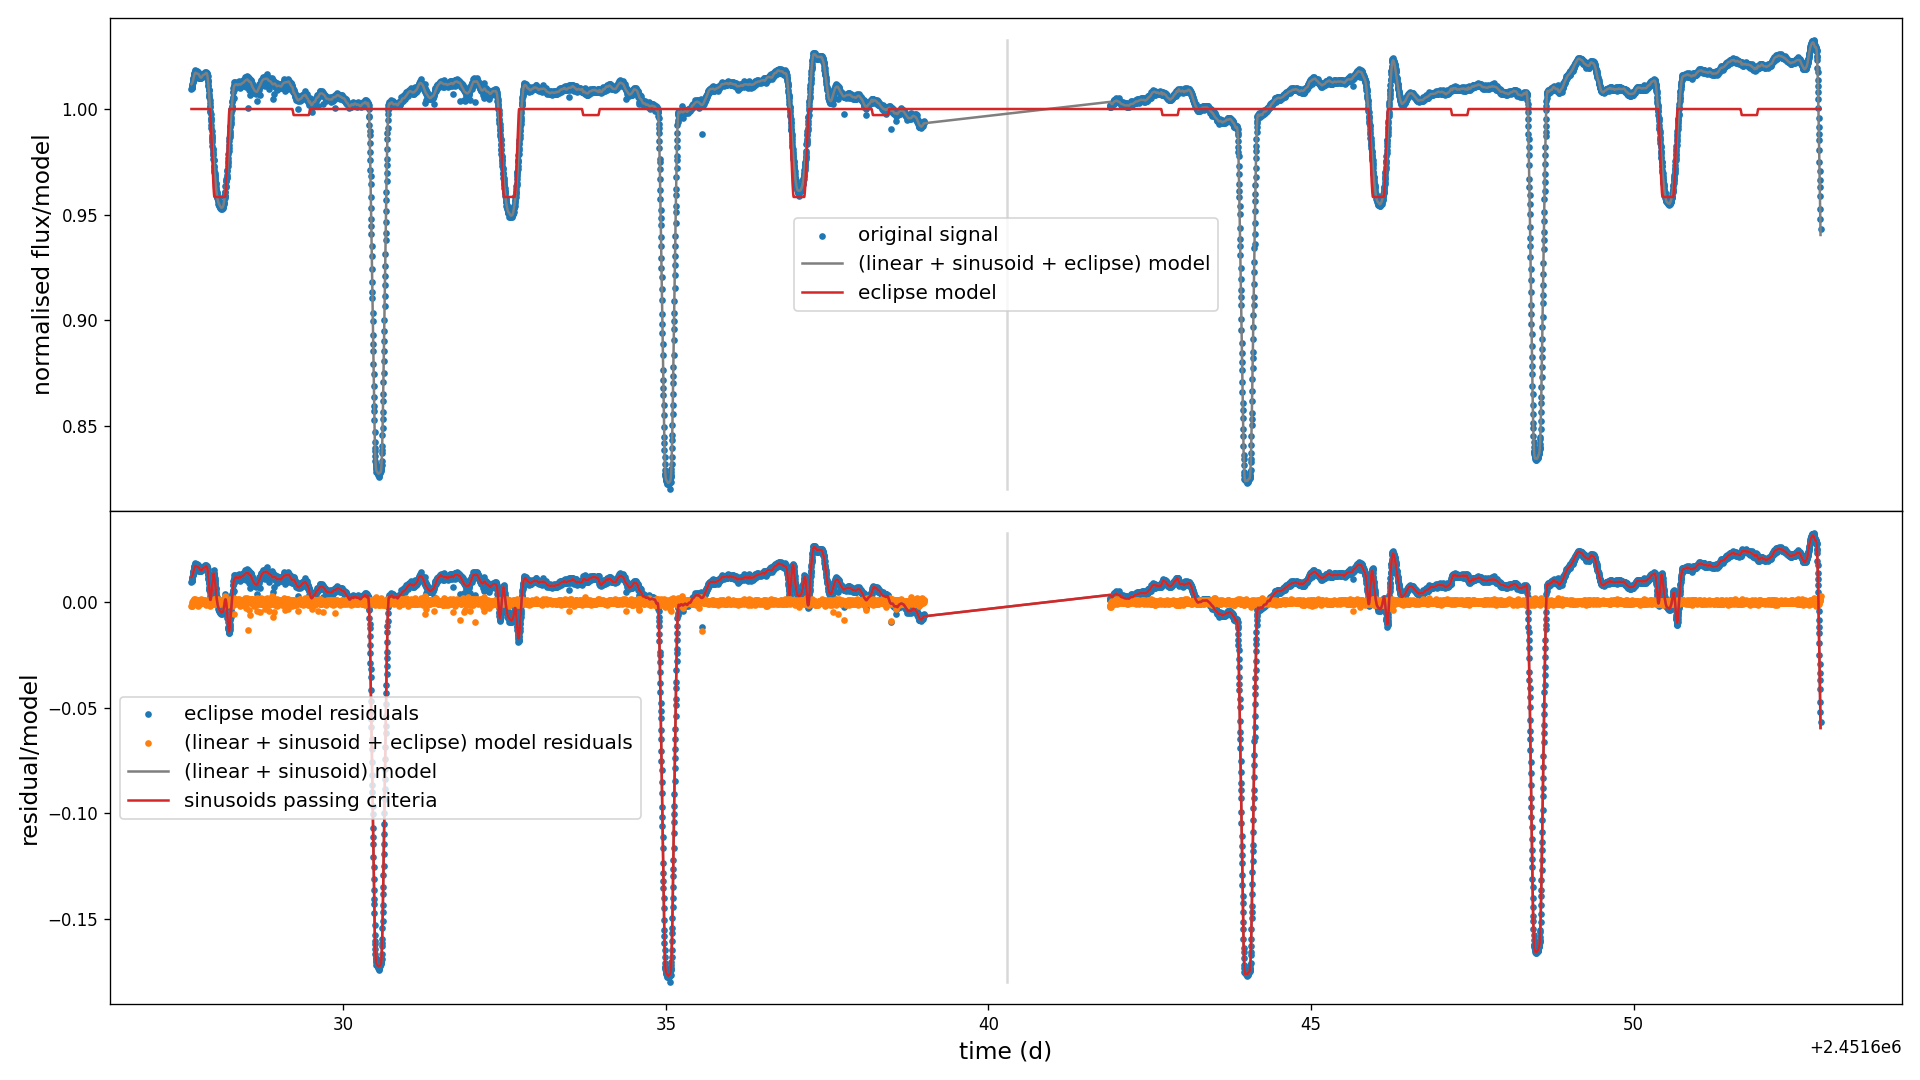 1.00
0.95
0.90
0.85
normalised flux/model
original signal
(linear + sinusoid + eclipse) model
eclipse model
0.00
−0.05
−0.10
−0.15
residual/model
eclipse model residuals
(linear + sinusoid + eclipse) model residuals
(linear + sinusoid) model
sinusoids passing criteria
30 35 40 45 50
time (d)
+2.4516e6